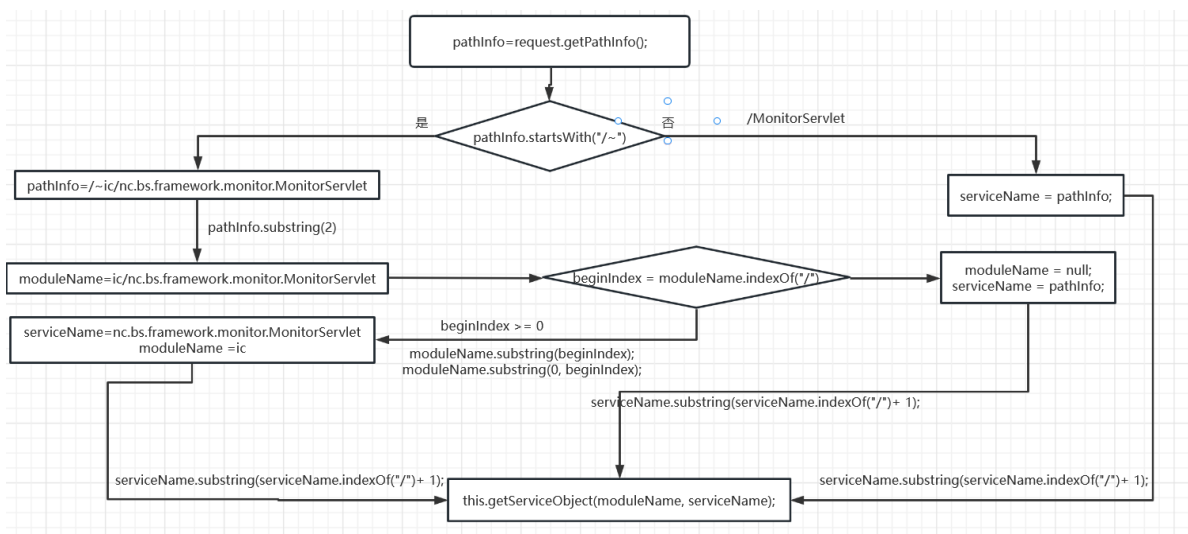 pathInfo=request.getPathInfo();
是
pathInfo.startsWith("/~")
否
/MonitorServlet
pathInfo=/~ic/nc.bs.framework.monitor.MonitorServlet
serviceName = pathInfo;
pathInfo.substring(2)
moduleName=ic/nc.bs.framework.monitor.MonitorServlet
beginIndex = moduleName.indexOf("/")
moduleName = null;
serviceName = pathInfo;
serviceName=nc.bs.framework.monitor.MonitorServlet
moduleName =ic
beginIndex >= 0
moduleName.substring(beginIndex);
moduleName.substring(0, beginIndex);
serviceName.substring(serviceName.indexOf("/")+ 1);
serviceName.substring(serviceName.indexOf("/")+ 1);
serviceName.substring(serviceName.indexOf("/")+ 1);
this.getServiceObject(moduleName, serviceName);